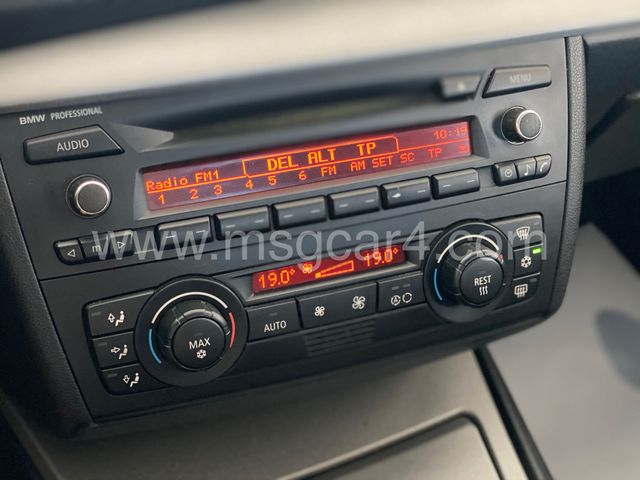 BMW PROFESSIONAL
MENU
AUDIO
Radio FM1
DEL ALT TP
10:19
1 2 3 4 5 6 FM AM SET SC TP
www.msgcar4.com
19.0°
19.0°
AUTO
MAX
REST